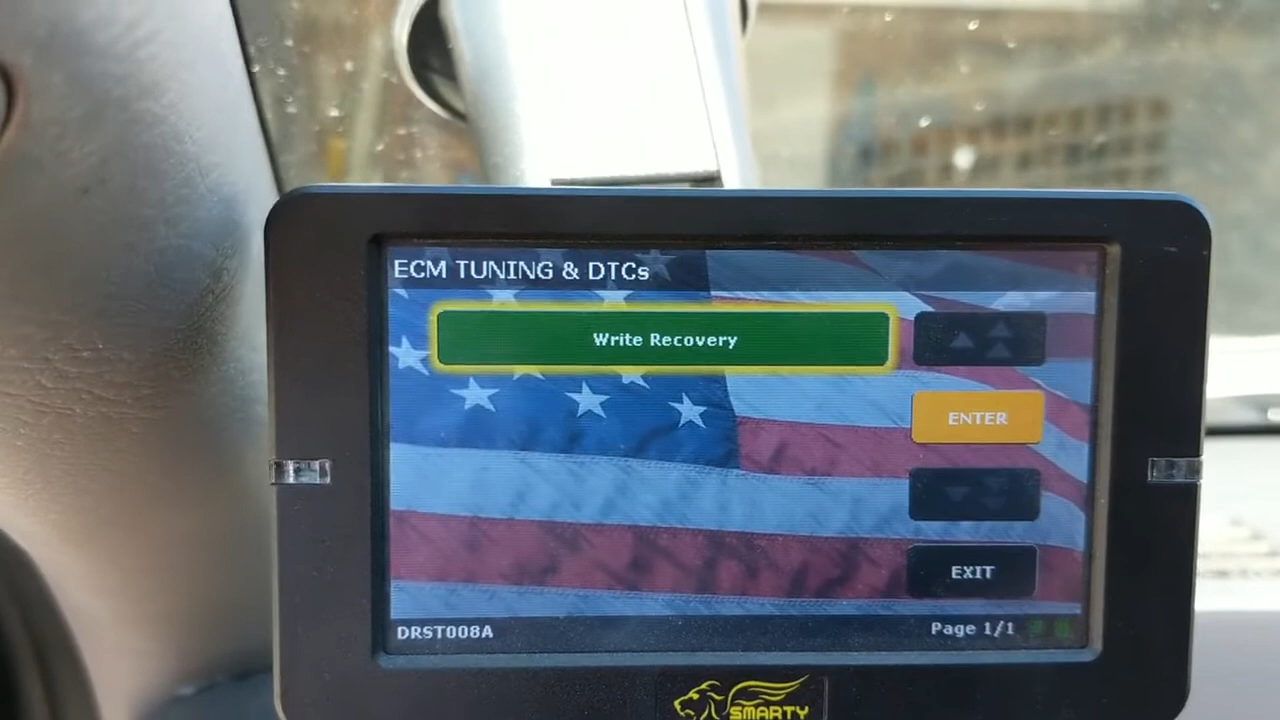 ECM TUNING & DTCs
Write Recovery
ENTER
EXIT
DRST008A
Page 1/1
SMARTY